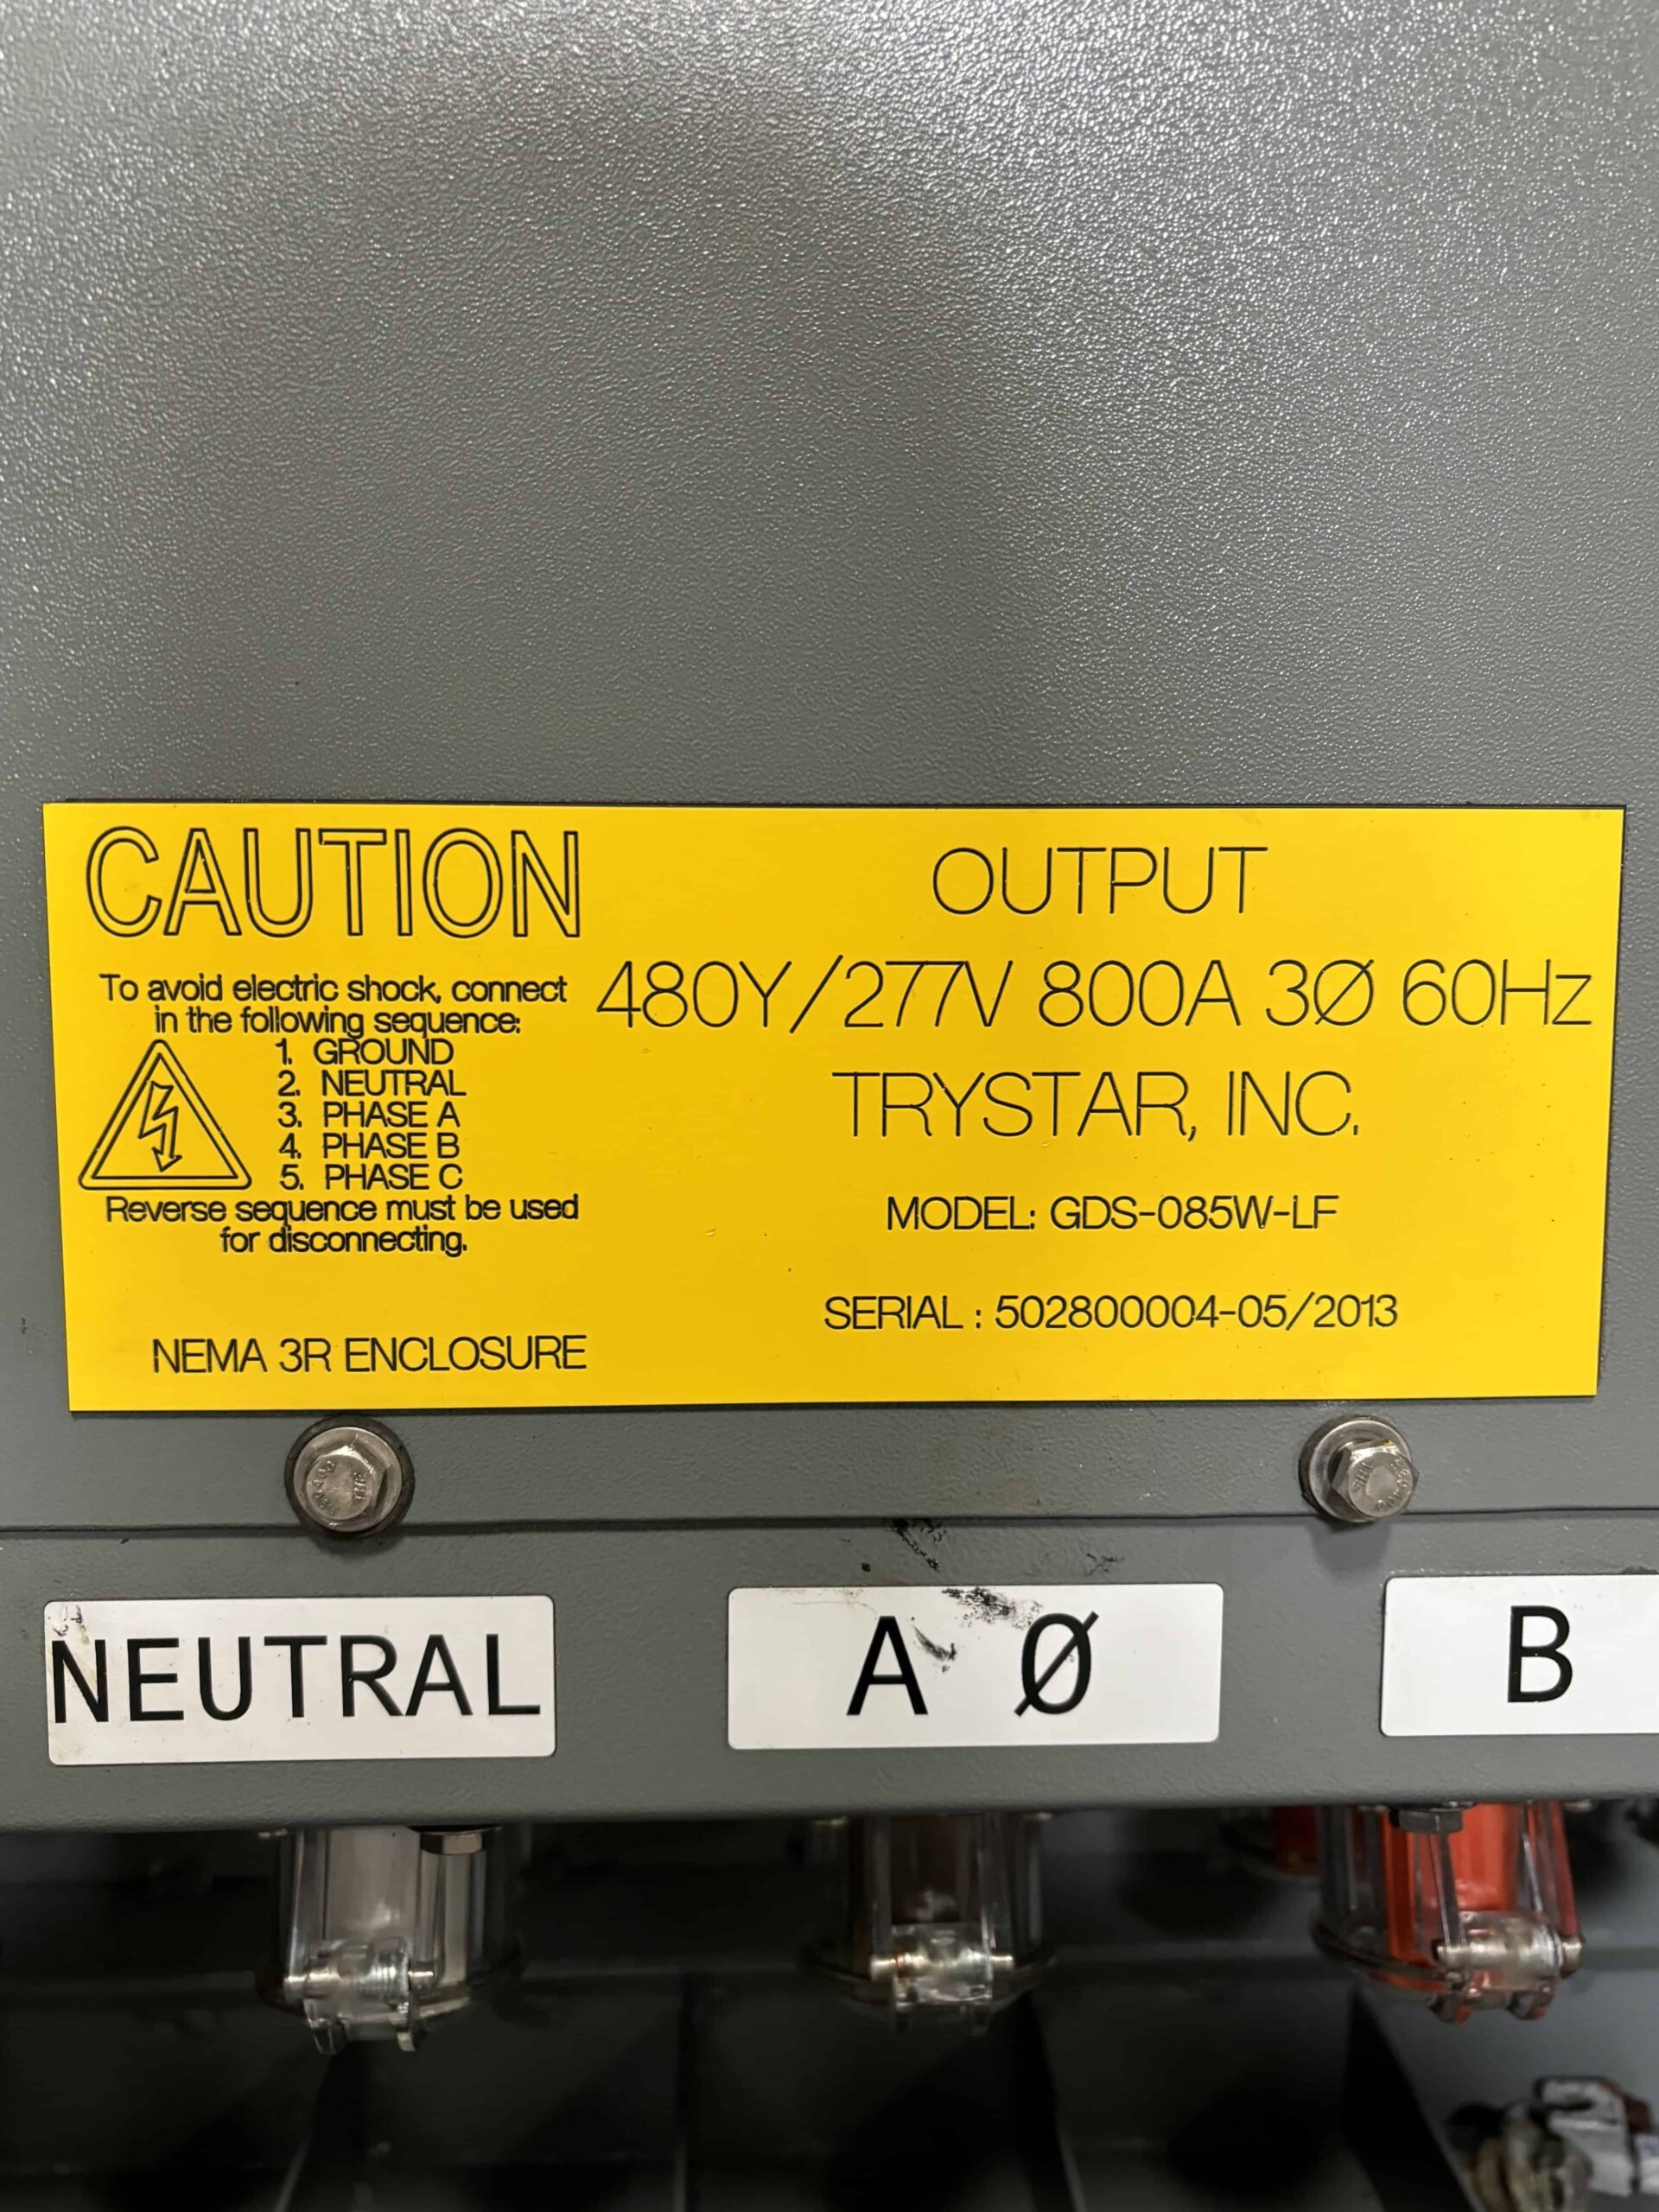 CAUTION
To avoid electric shock, connect
in the following sequence:
1. GROUND
2. NEUTRAL
3. PHASE A
4. PHASE B
5. PHASE C
Reverse sequence must be used
for disconnecting.
NEMA 3R ENCLOSURE
OUTPUT
480Y/277V 800A 3Ø 60Hz
TRYSTAR, INC.
MODEL: GDS-085W-LF
SERIAL : 502800004-05/2013
NEUTRAL
A Ø
B